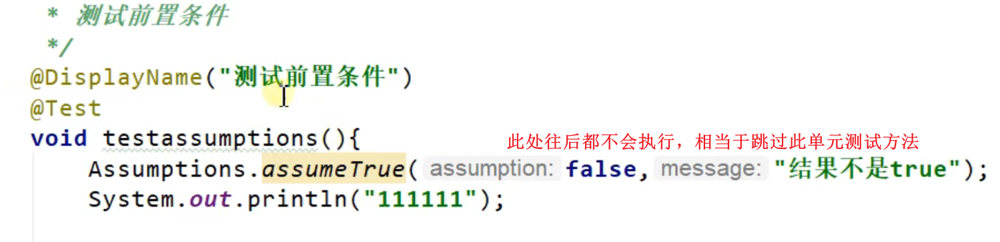 * 测试前置条件
*/
@DisplayName("测试前置条件")
@Test
void testassumptions(){
此处往后都不会执行，相当于跳过此单元测试方法
Assumptions.assumeTrue( assumption: false, message: "结果不是true");
System.out.println("111111");